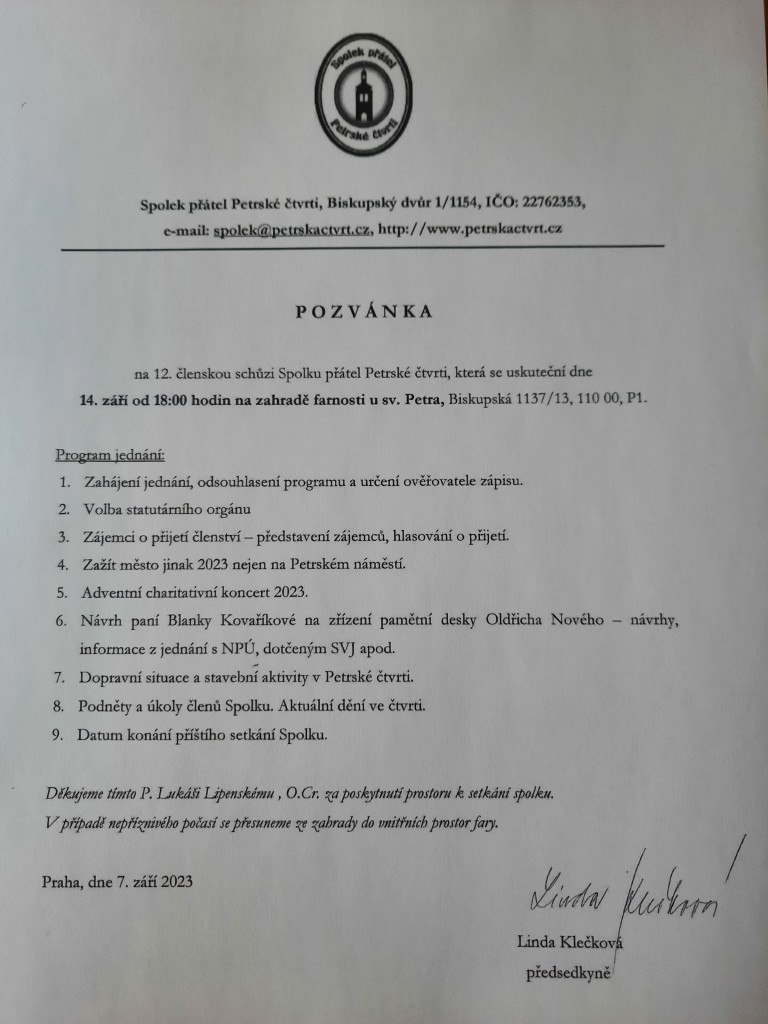 Spolek přátel
Petrské čtvrti
Spolek přátel Petrské čtvrti, Biskupský dvůr 1/1154, IČO: 22762353,
e-mail: spolek@petrskactvrt.cz, http://www.petrskactvrt.cz
POZVÁNKA
na 12. členskou schůzi Spolku přátel Petrské čtvrti, která se uskuteční dne
14. září od 18:00 hodin na zahradě farnosti u sv. Petra, Biskupská 1137/13, 110 00, P1.
Program jednání:
1. Zahájení jednání, odsouhlasení programu a určení ověřovatele zápisu.
2. Volba statutárního orgánu
3. Zájemci o přijetí členství – představení zájemců, hlasování o přijetí.
4. Zažít město jinak 2023 nejen na Petrském náměstí.
5. Adventní charitativní koncert 2023.
6. Návrh paní Blanky Kovaříkové na zřízení pamětní desky Oldřicha Nového – návrhy,
informace z jednání s NPÚ, dotčeným SVJ apod.
7. Dopravní situace a stavební aktivity v Petrské čtvrti.
8. Podněty a úkoly členů Spolku. Aktuální dění ve čtvrti.
9. Datum konání příštího setkání Spolku.
Děkujeme tímto P. Lukáši Lipenskému , O.Cr. za poskytnutí prostoru k setkání spolku.
V případě nepříznivého počasí se přesuneme ze zahrady do vnitřních prostor fary.
Praha, dne 7. září 2023
Linda Klečková
Linda Klečková
předsedkyně